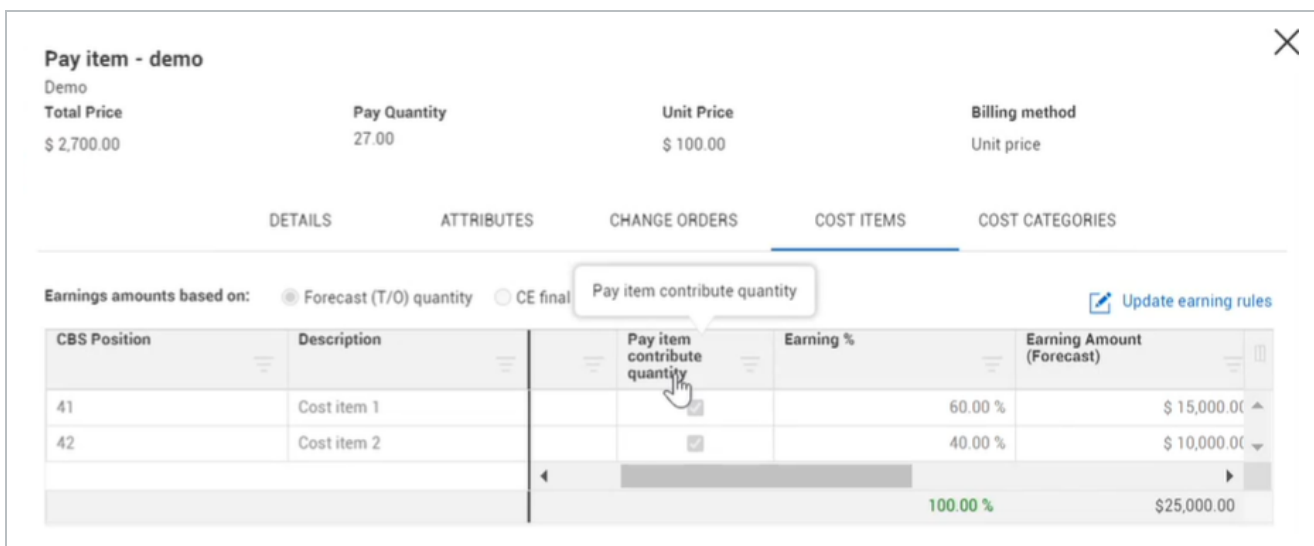 Pay item - demo
Demo
Total Price Pay Quantity Unit Price Billing method
$ 2,700.00 27.00 $ 100.00 Unit price
DETAILS ATTRIBUTES CHANGE ORDERS COST ITEMS COST CATEGORIES
Earnings amounts based on: Forecast (T/O) quantity CE final Pay item contribute quantity Update earning rules
CBS Position Description Pay item Earning % Earning Amount
contribute (Forecast)
quantity
41 Cost item 1 60.00 % $ 15,000.00
42 Cost item 2 40.00 % $ 10,000.00
100.00 % $25,000.00